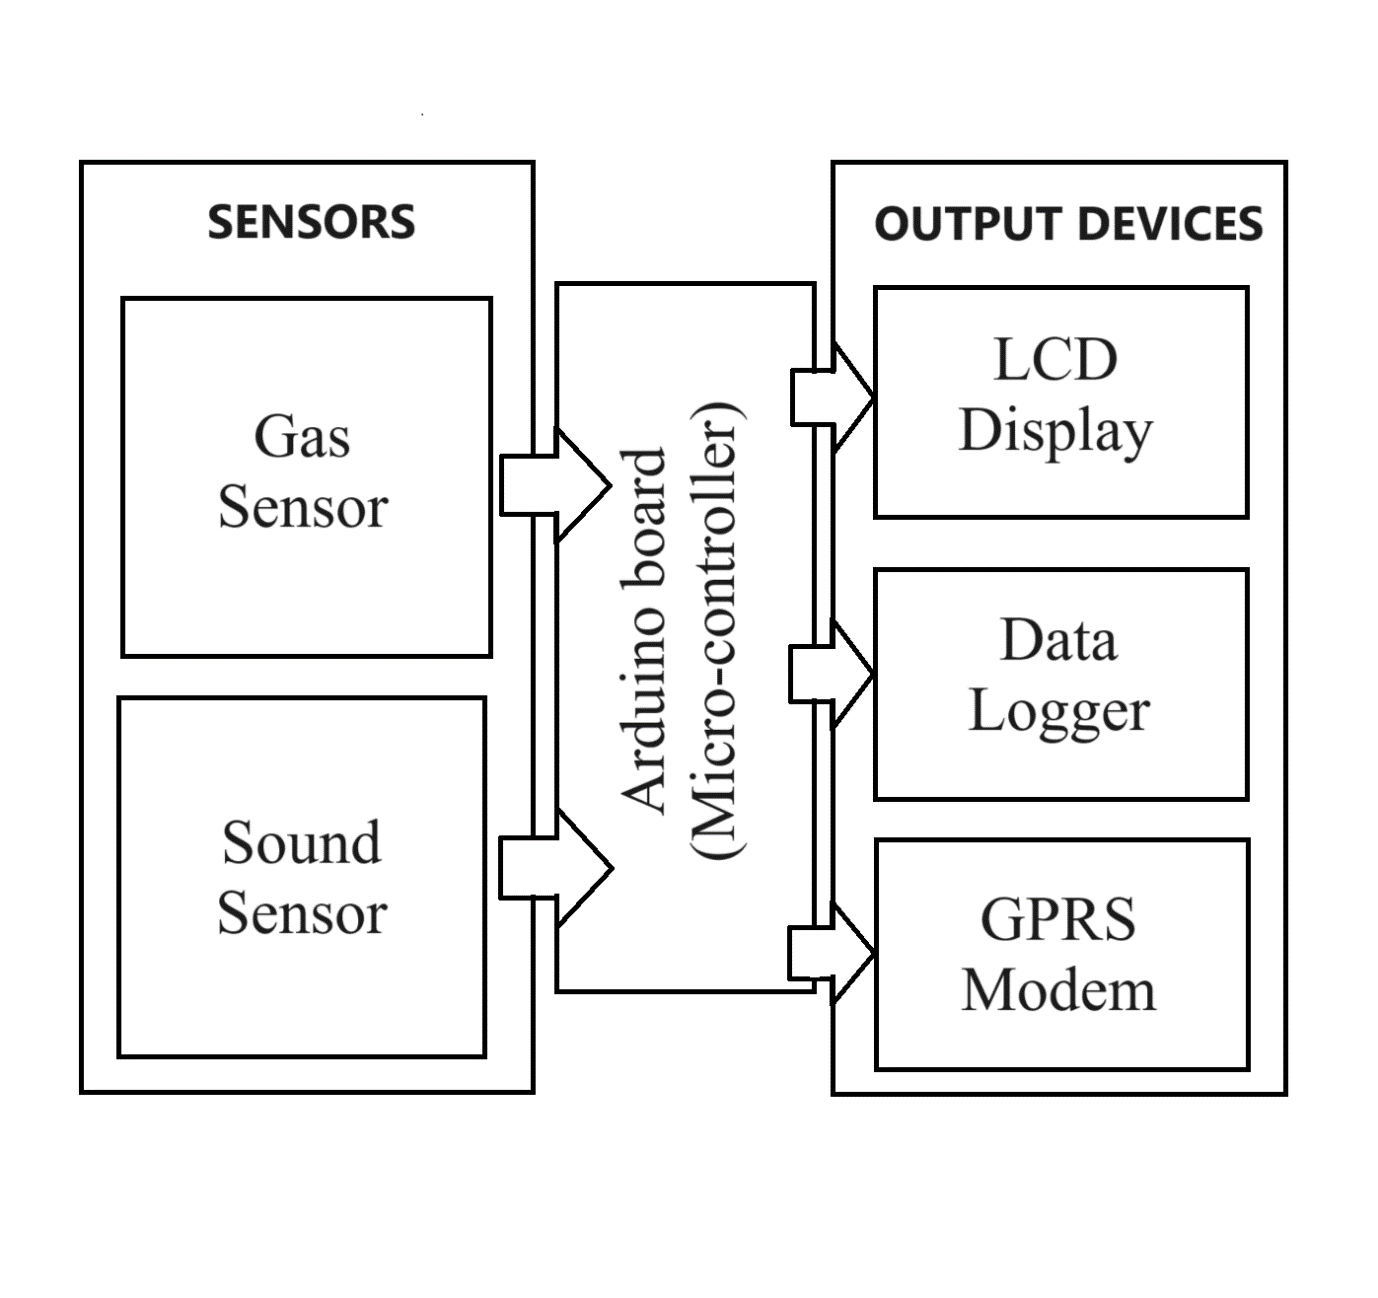 SENSORS
Gas
Sensor
Sound
Sensor
Arduino board
(Micro-controller)
OUTPUT DEVICES
LCD
Display
Data
Logger
GPRS
Modem